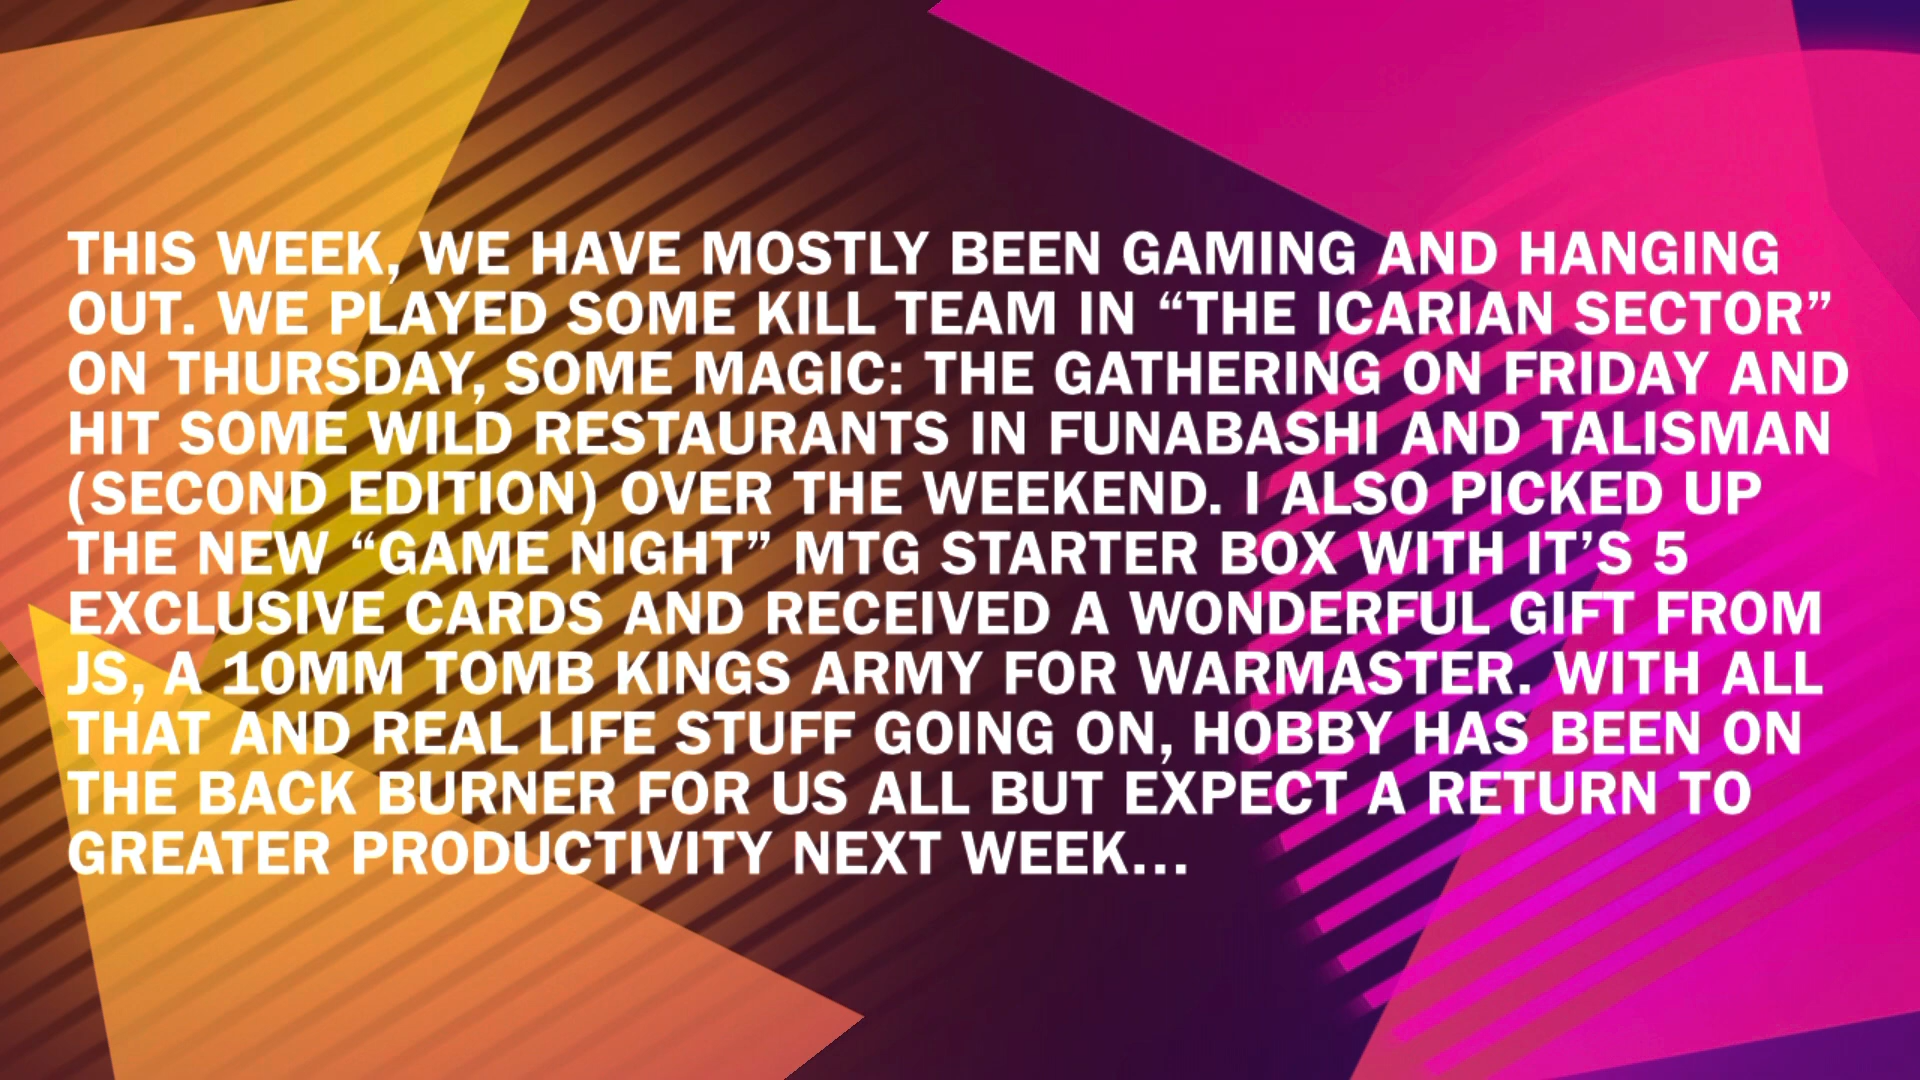 THIS WEEK, WE HAVE MOSTLY BEEN GAMING AND HANGING
OUT. WE PLAYED SOME KILL TEAM IN “THE ICARIAN SECTOR”
ON THURSDAY, SOME MAGIC: THE GATHERING ON FRIDAY AND
HIT SOME WILD RESTAURANTS IN FUNABASHI AND TALISMAN
(SECOND EDITION) OVER THE WEEKEND. I ALSO PICKED UP
THE NEW “GAME NIGHT” MTG STARTER BOX WITH IT’S 5
EXCLUSIVE CARDS AND RECEIVED A WONDERFUL GIFT FROM
JS, A 10MM TOMB KINGS ARMY FOR WARMASTER. WITH ALL
THAT AND REAL LIFE STUFF GOING ON, HOBBY HAS BEEN ON
THE BACK BURNER FOR US ALL BUT EXPECT A RETURN TO
GREATER PRODUCTIVITY NEXT WEEK...